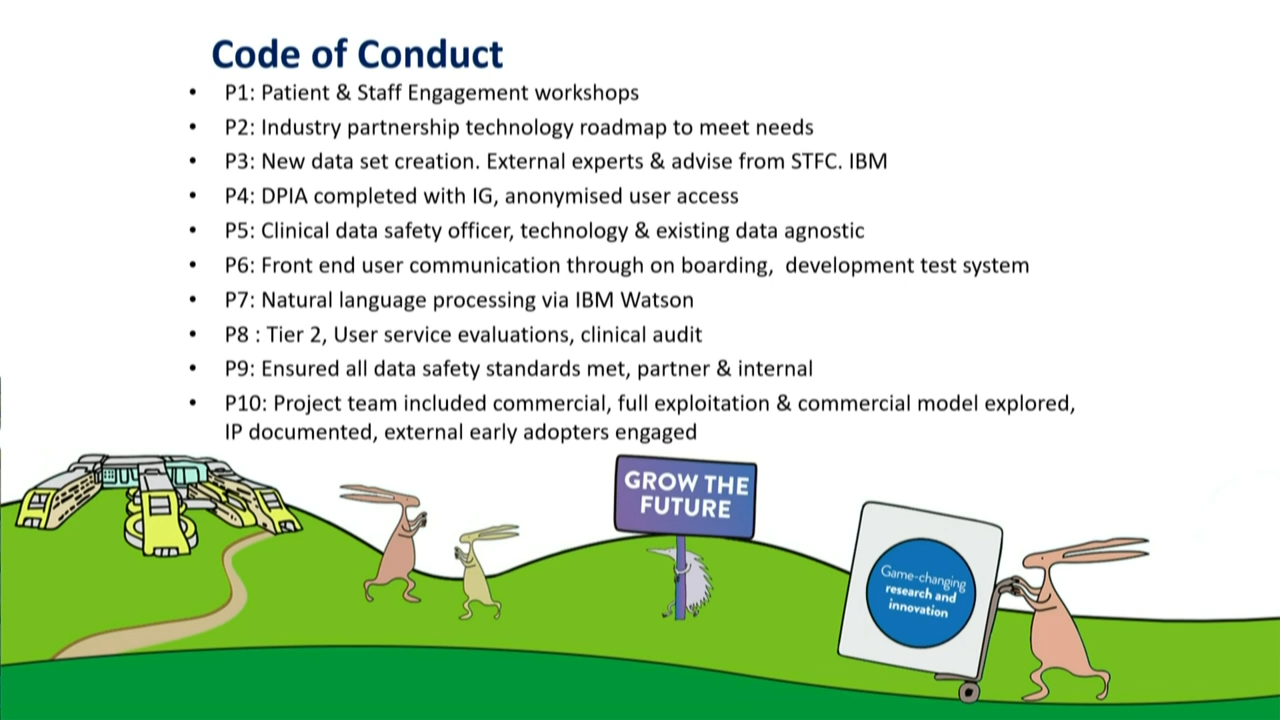 Code of Conduct
• P1: Patient & Staff Engagement workshops
• P2: Industry partnership technology roadmap to meet needs
• P3: New data set creation. External experts & advise from STFC. IBM
• P4: DPIA completed with IG, anonymised user access
• P5: Clinical data safety officer, technology & existing data agnostic
• P6: Front end user communication through on boarding,  development test system
• P7: Natural language processing via IBM Watson
• P8 : Tier 2, User service evaluations, clinical audit
• P9: Ensured all data safety standards met, partner & internal
• P10: Project team included commercial, full exploitation & commercial model explored,
IP documented, external early adopters engaged
GROW THE
FUTURE
Game-changing
research and
innovation